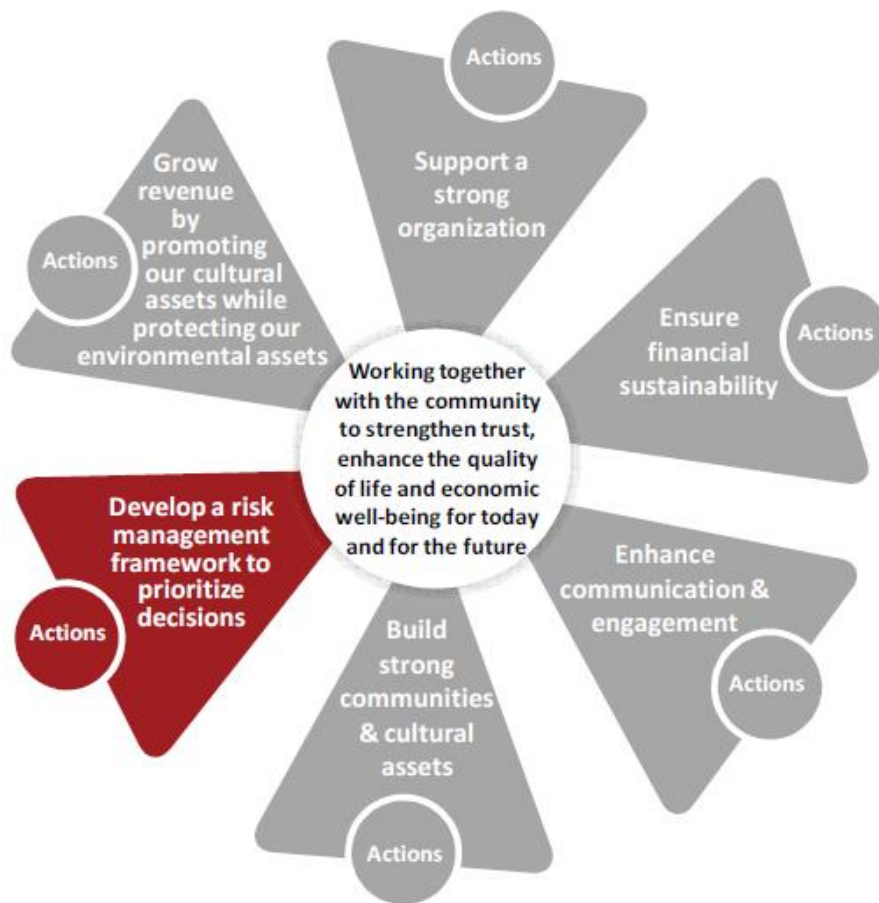 Actions
Support a
strong
organization
Grow
revenue
by
promoting
our cultural
assets while
protecting our
environmental assets
Actions
Ensure
financial
sustainability
Actions
Working together
with the community
to strengthen trust,
enhance the quality
of life and economic
well-being for today
and for the future
Develop a risk
management
framework to
prioritize
decisions
Actions
Enhance
communication &
engagement
Actions
Build
strong
communities
& cultural
assets
Actions